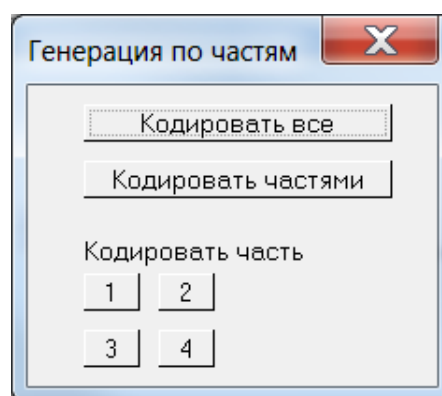 Генерация по частям
Кодировать все
Кодировать частями
Кодировать часть
1 2
3 4